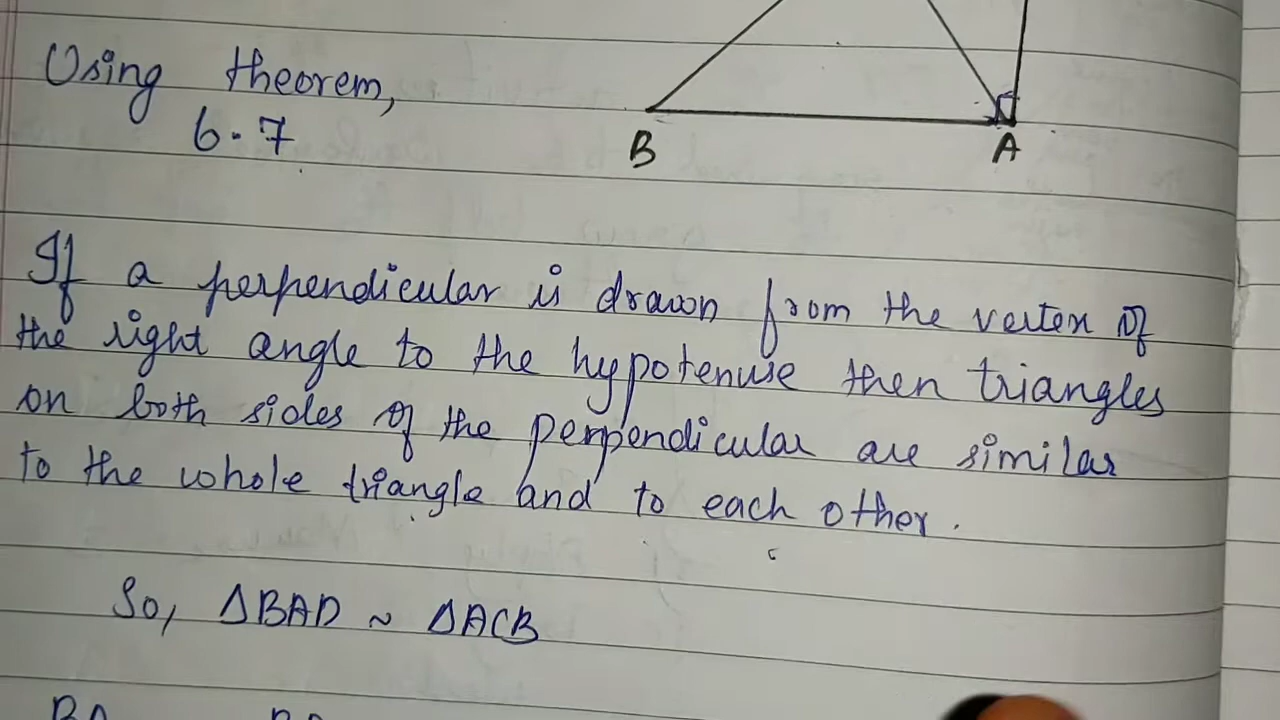 Using theorem,
6.7
B
A
If a perpendicular is drawn from the vertex of
the right angle to the hypotenuse then triangles
on both sides of the perpendicular are similar
to the whole triangle and to each other.
So, ΔBAD ~ ΔACB